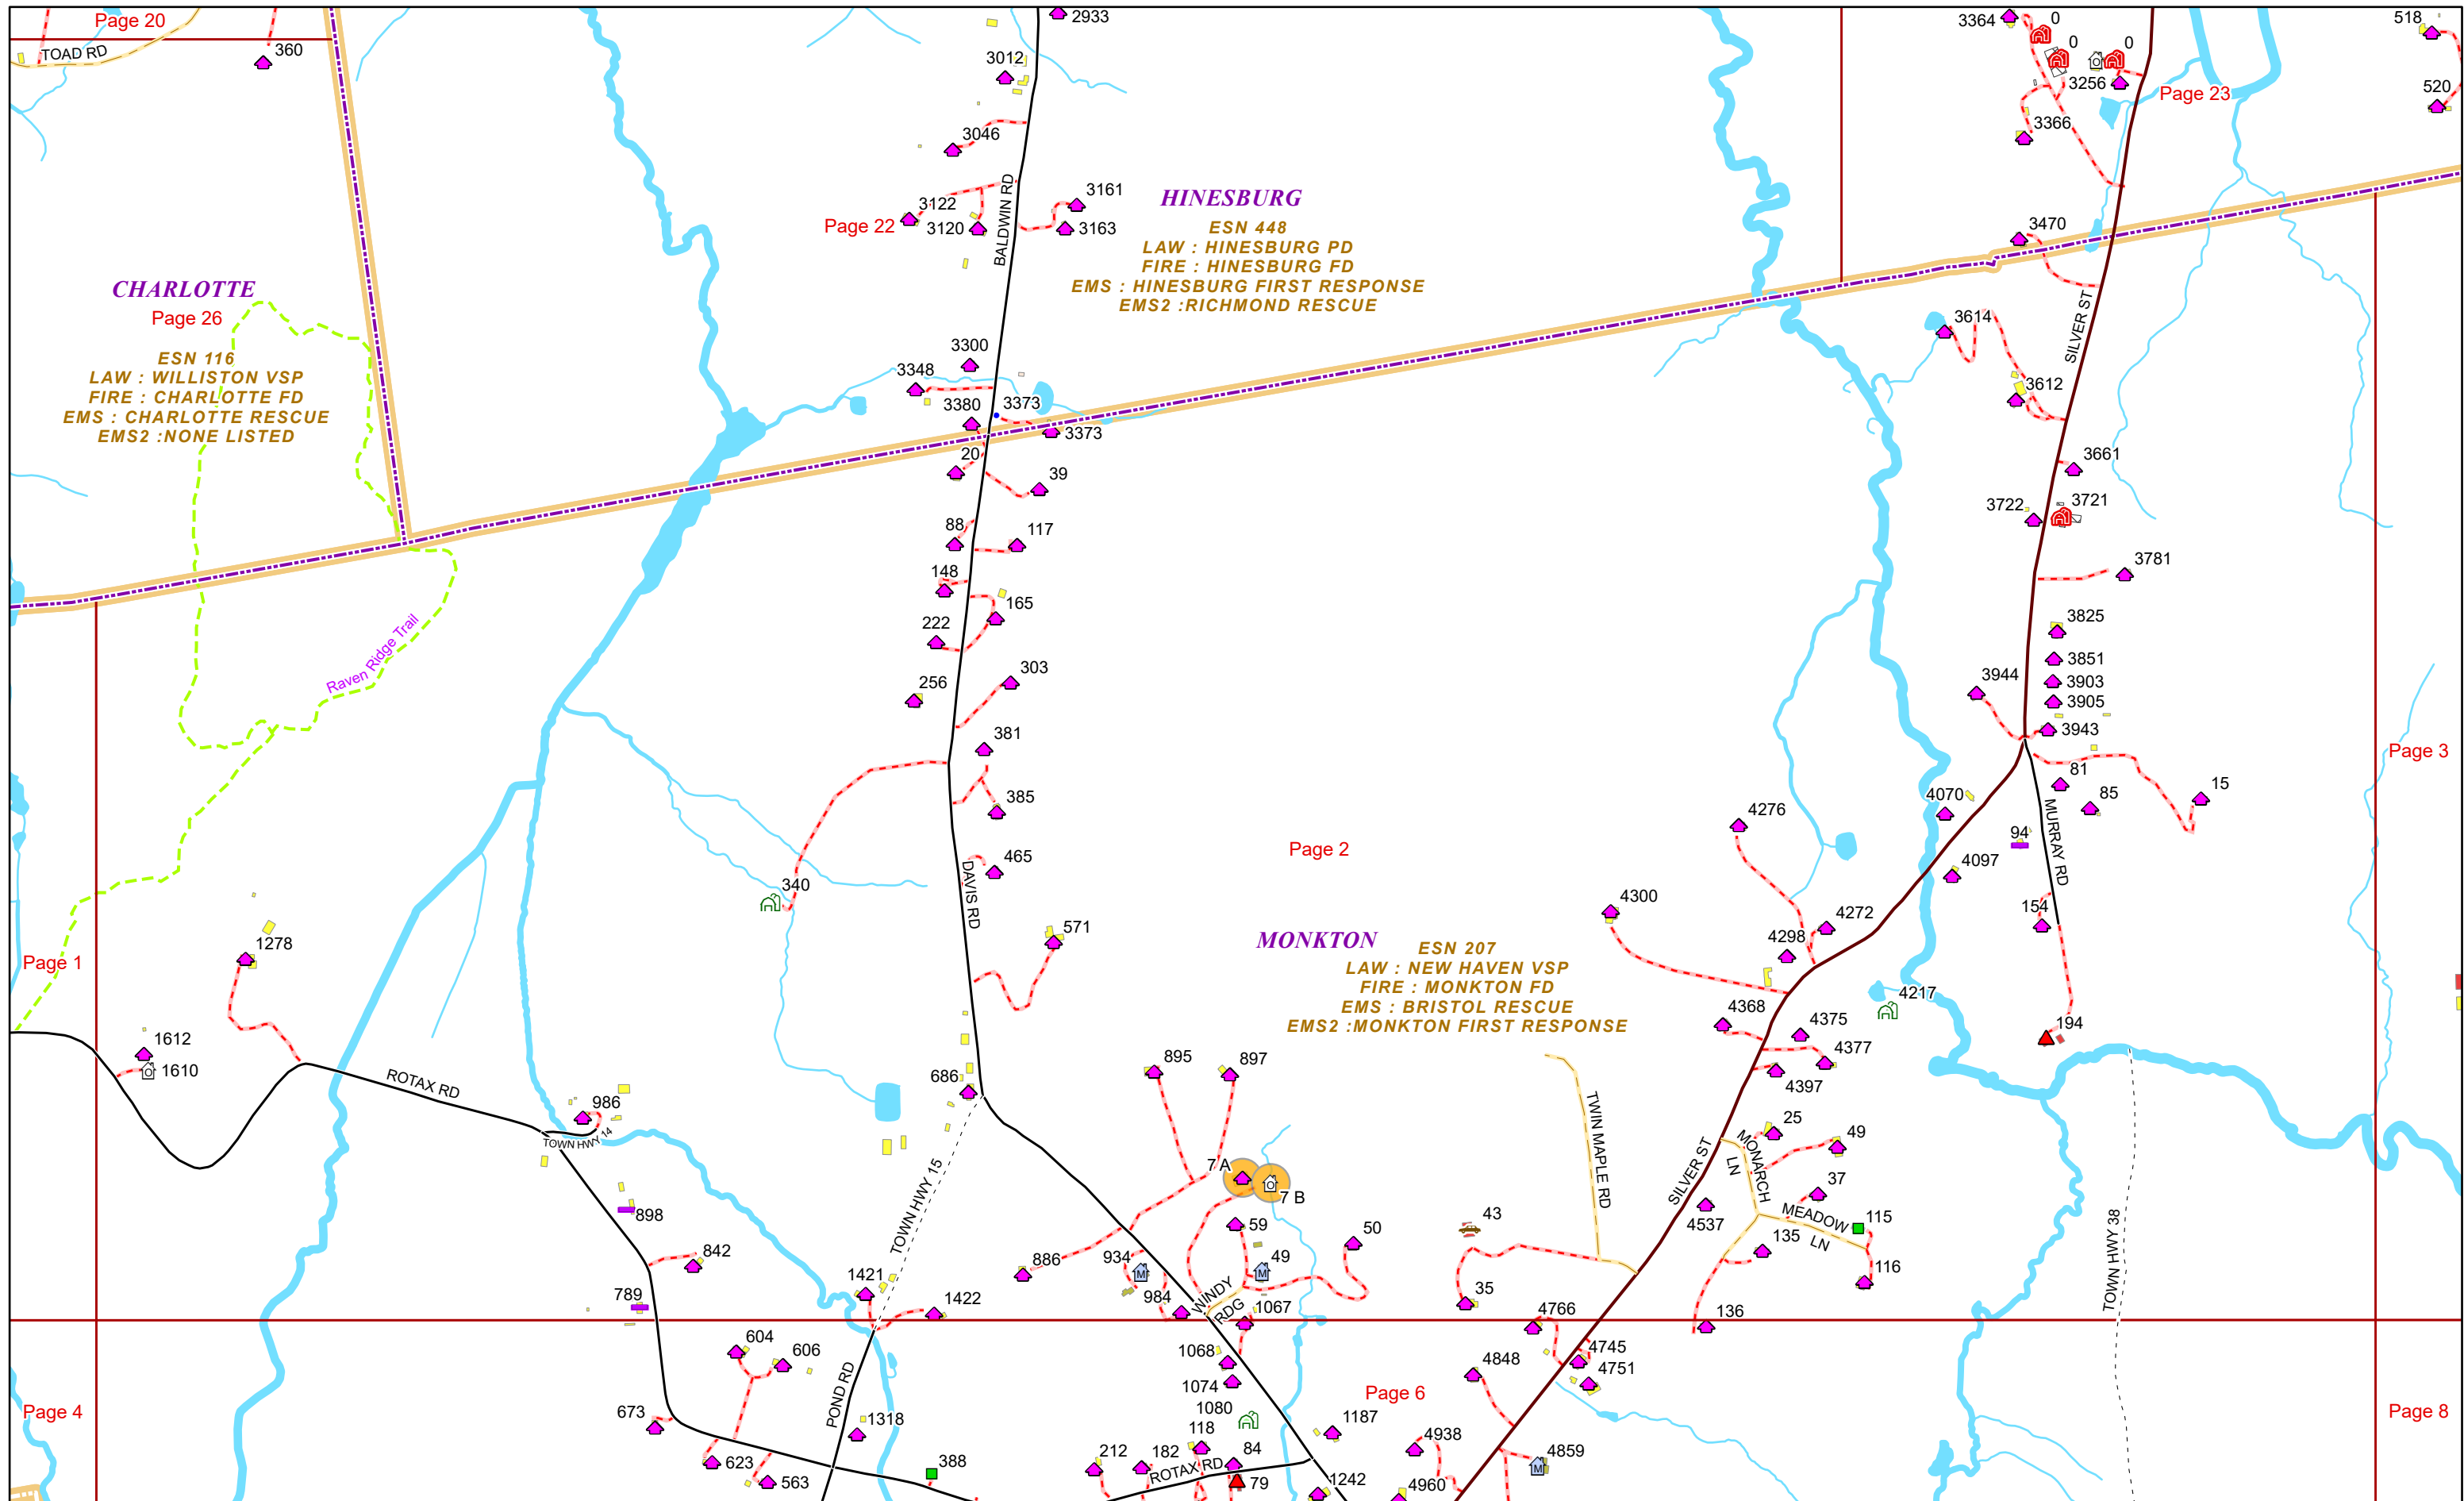 Page 20
TOAD RD
360
2933
3012
3046
3122
3120
Page 22
BALDWIN RD
3161
3163
HINESBURG
ESN 448
LAW : HINESBURG PD
FIRE : HINESBURG FD
EMS : HINESBURG FIRST RESPONSE
EMS2 :RICHMOND RESCUE
3364
0
0
0
3256
3366
Page 23
518
520
3470
CHARLOTTE
Page 26
ESN 116
LAW : WILLISTON VSP
FIRE : CHARLOTTE FD
EMS : CHARLOTTE RESCUE
EMS2 :NONE LISTED
3300
3348
3380
3373
3373
20
39
88
117
148
165
222
256
303
381
385
465
340
DAVIS RD
571
686
Raven Ridge Trail
3614
3612
SILVER ST
3661
3722
3721
3781
3825
3851
3903
3905
3943
3944
81
85
15
94
MURRAY RD
154
194
Page 3
4070
4097
4276
4272
4298
4300
4217
4368
4375
4377
4397
Page 2
MONKTON
ESN 207
LAW : NEW HAVEN VSP
FIRE : MONKTON FD
EMS : BRISTOL RESCUE
EMS2 :MONKTON FIRST RESPONSE
Page 1
1278
1612
1610
ROTAX RD
986
TOWN HWY 14
898
842
789
TOWN HWY 15
1421
1422
895
897
7 A
7 B
59
49
50
886
934
M
M
984
WINDY
RDG
1067
TWIN MAPLE RD
43
35
SILVER ST
MONARCH
LN
25
49
37
4537
MEADOW
LN
115
135
116
136
TOWN HWY 38
Page 4
604
606
673
623
563
POND RD
1318
388
1068
1074
1080
118
84
212
182
ROTAX RD
79
1187
1242
Page 6
4766
4745
4751
4848
4938
4960
4859
M
Page 8